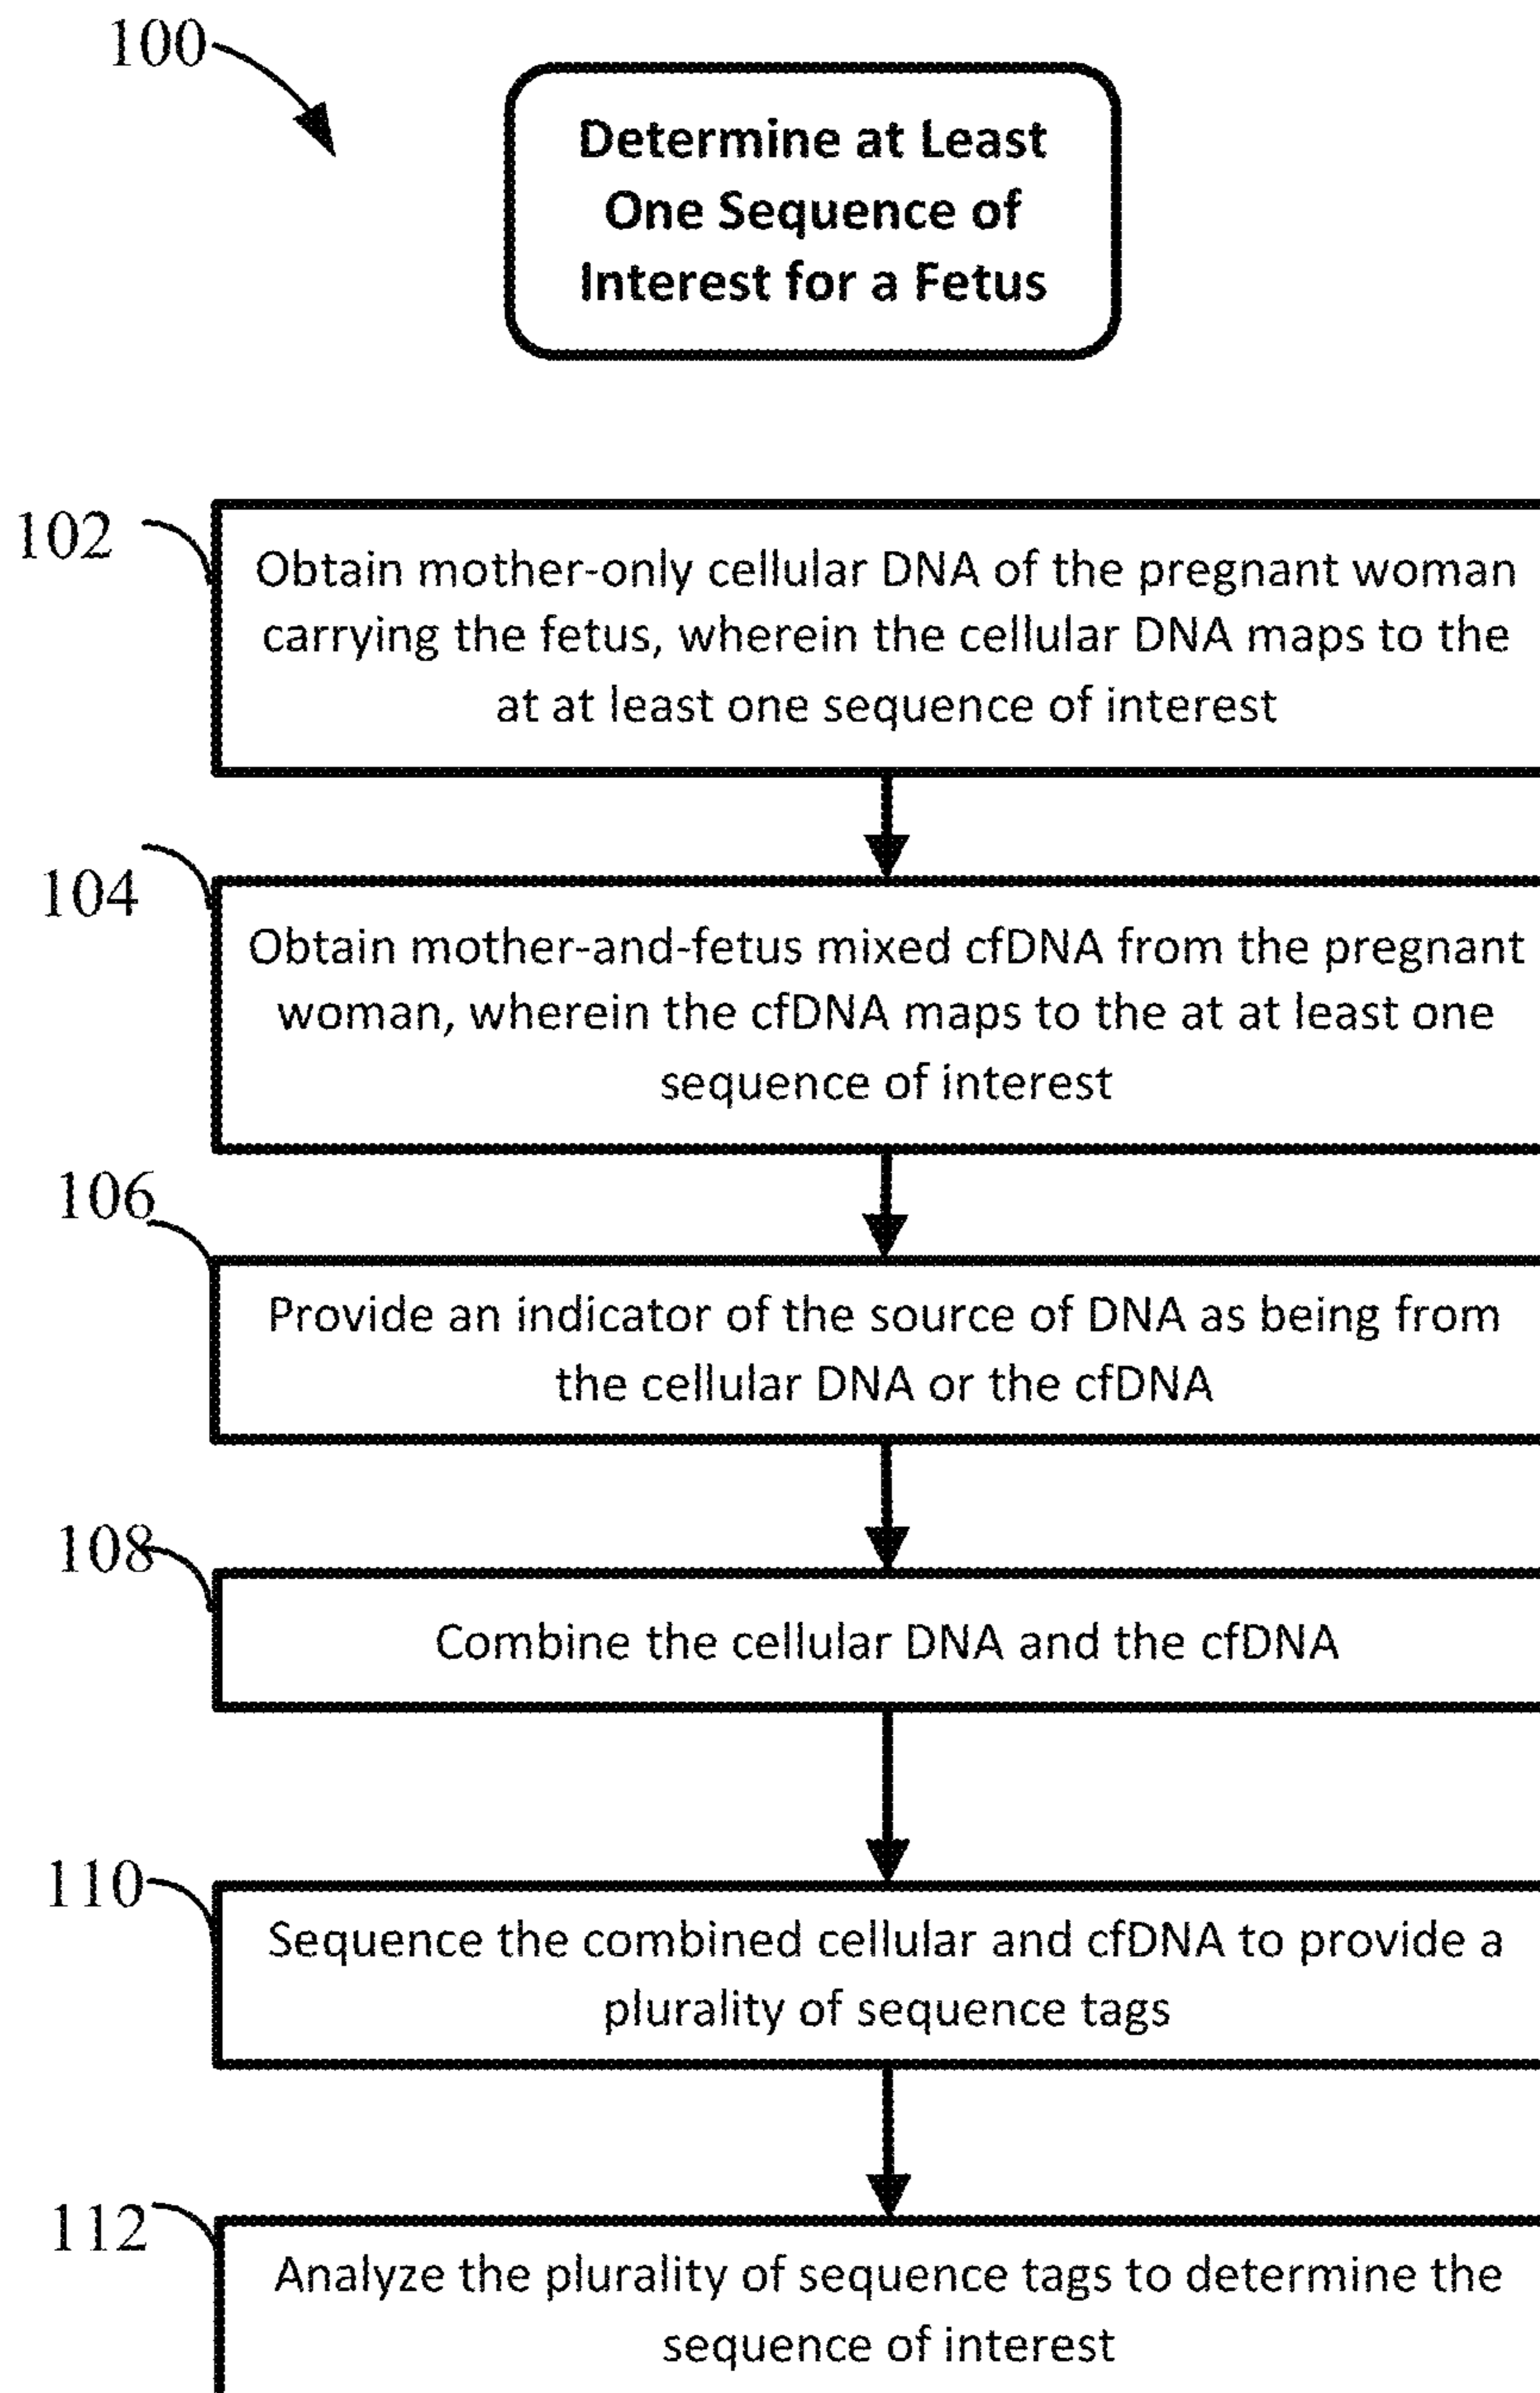 100
Determine at Least
One Sequence of
Interest for a Fetus
102
Obtain mother-only cellular DNA of the pregnant woman
carrying the fetus, wherein the cellular DNA maps to the
at at least one sequence of interest
104
Obtain mother-and-fetus mixed cfDNA from the pregnant
woman, wherein the cfDNA maps to the at at least one
sequence of interest
106
Provide an indicator of the source of DNA as being from
the cellular DNA or the cfDNA
108
Combine the cellular DNA and the cfDNA
110
Sequence the combined cellular and cfDNA to provide a
plurality of sequence tags
112
Analyze the plurality of sequence tags to determine the
sequence of interest